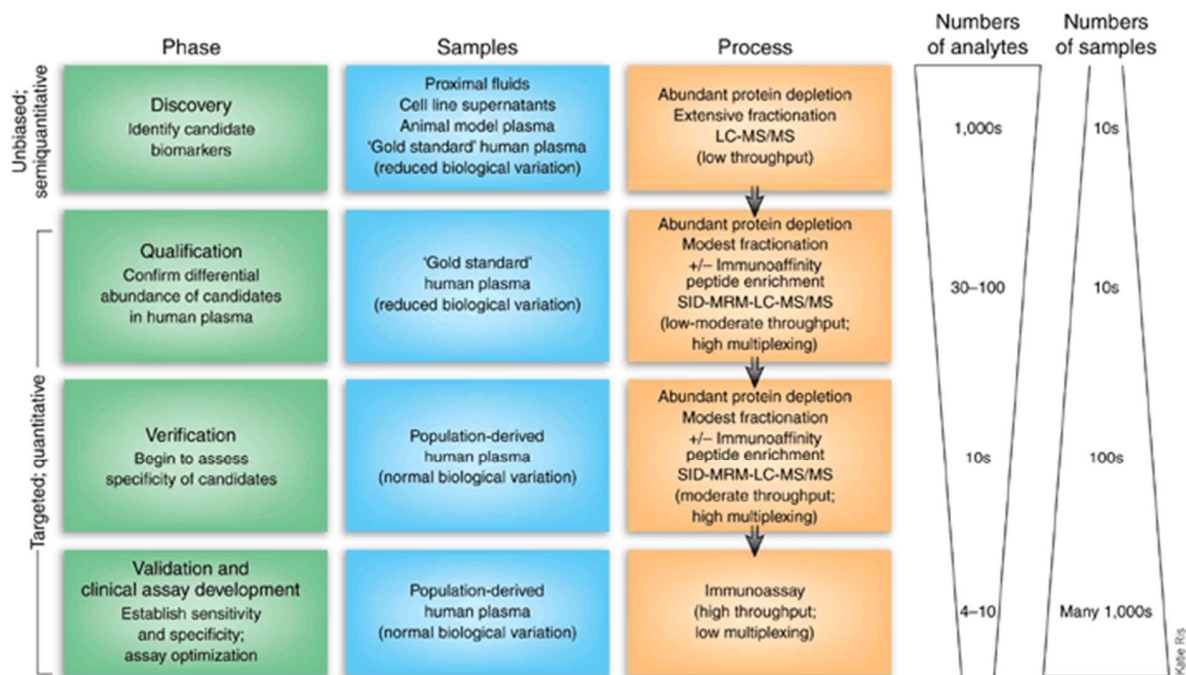 Numbers
of analytes
Numbers
of samples
Phase
Samples
Process
Unbiased;
semiquantitative
Discovery
Identify candidate
biomarkers
Proximal fluids
Cell line supernatants
Animal model plasma
'Gold standard' human plasma
(reduced biological variation)
Abundant protein depletion
Extensive fractionation
LC-MS/MS
(low throughput)
1,000s
10s
Targeted; quantitative
Qualification
Confirm differential
abundance of candidates
in human plasma
'Gold standard'
human plasma
(reduced biological variation)
Abundant protein depletion
Modest fractionation
+/– Immunoaffinity
peptide enrichment
SID-MRM-LC-MS/MS
(low-moderate throughput;
high multiplexing)
30–100
10s
Verification
Begin to assess
specificity of candidates
Population-derived
human plasma
(normal biological variation)
Abundant protein depletion
Modest fractionation
+/– Immunoaffinity
peptide enrichment
SID-MRM-LC-MS/MS
(moderate throughput;
high multiplexing)
10s
100s
Validation and
clinical assay development
Establish sensitivity
and specificity;
assay optimization
Population-derived
human plasma
(normal biological variation)
Immunoassay
(high throughput;
low multiplexing)
4–10
Many 1,000s
Katie Ris